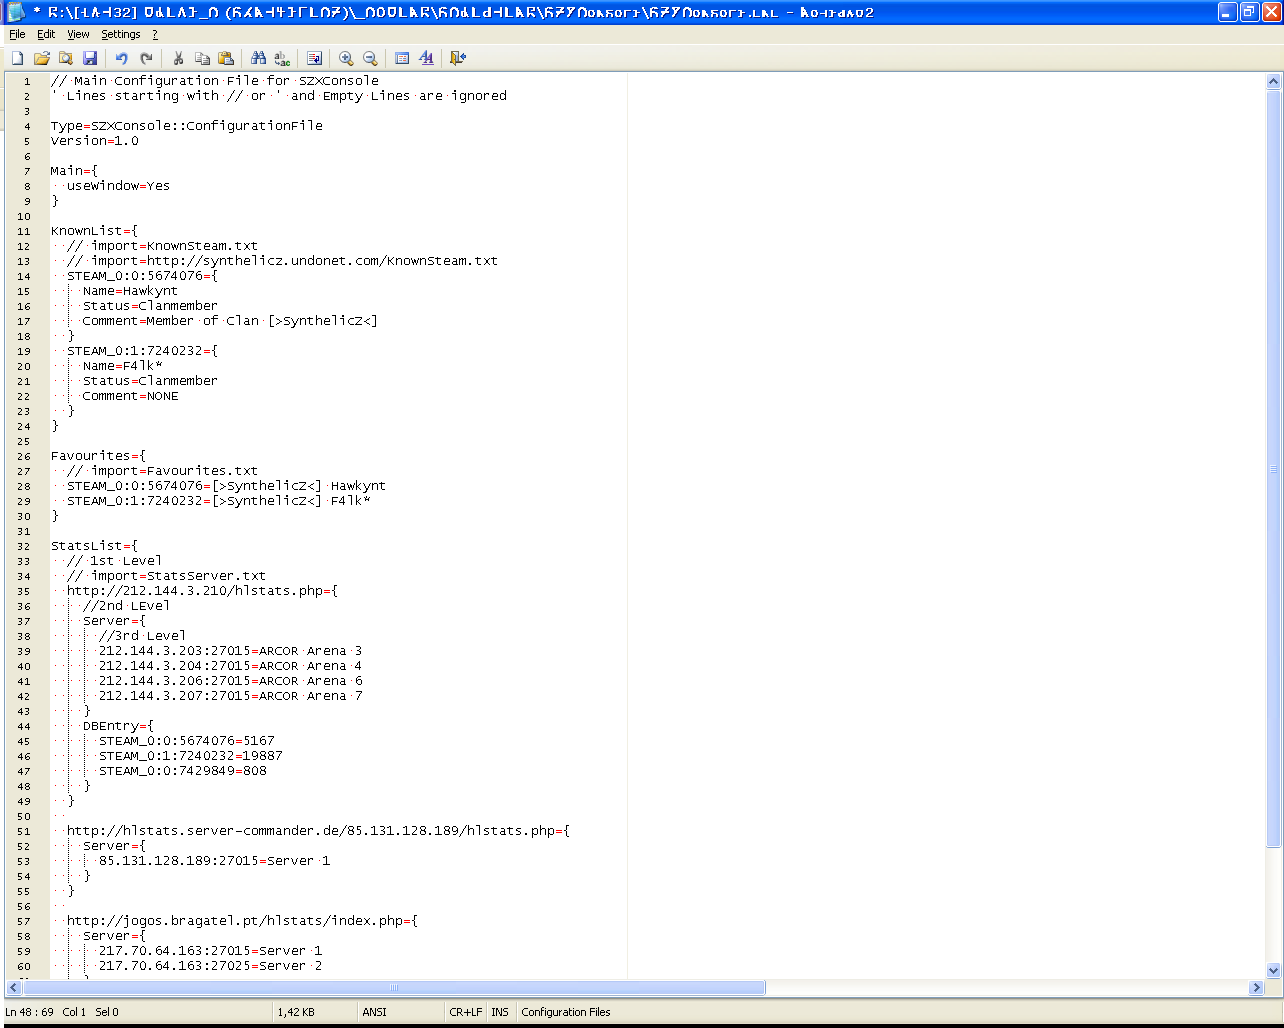 File Edit View Settings ?
1 // Main Configuration File for SZXConsole
2 ' Lines starting with // or ' and Empty Lines are ignored
3
4 Type=SZXConsole::ConfigurationFile
5 Version=1.0
6
7 Main={
8 useWindow=Yes
9 }
10
11 KnownList={
12 // import=KnownSteam.txt
13 // import=http://synthelicz.undonet.com/KnownSteam.txt
14 STEAM_0:0:5674076={
15 Name=Hawkynt
16 Status=Clanmember
17 Comment=Member of Clan [>SynthelicZ<]
18 }
19 STEAM_0:1:7240232={
20 Name=F4lk*
21 Status=Clanmember
22 Comment=NONE
23 }
24 }
25
26 Favourites={
27 // import=Favourites.txt
28 STEAM_0:0:5674076=[>SynthelicZ<] Hawkynt
29 STEAM_0:1:7240232=[>SynthelicZ<] F4lk*
30 }
31
32 StatsList={
33 // 1st Level
34 // import=StatsServer.txt
35 http://212.144.3.210/hlstats.php={
36 //2nd LEvel
37 Server={
38 //3rd Level
39 212.144.3.203:27015=ARCOR Arena 3
40 212.144.3.204:27015=ARCOR Arena 4
41 212.144.3.206:27015=ARCOR Arena 6
42 212.144.3.207:27015=ARCOR Arena 7
43 }
44 DBEntry={
45 STEAM_0:0:5674076=5167
46 STEAM_0:1:7240232=19887
47 STEAM_0:0:7429849=808
48 }
49 }
50
51 http://hlstats.server-commander.de/85.131.128.189/hlstats.php={
52 Server={
53 85.131.128.189:27015=Server 1
54 }
55 }
56
57 http://jogos.bragatel.pt/hlstats/index.php={
58 Server={
59 217.70.64.163:27015=Server 1
60 217.70.64.163:27025=Server 2
Ln 48 : 69 Col 1 Sel 0 1,42 KB ANSI CR+LF INS Configuration Files